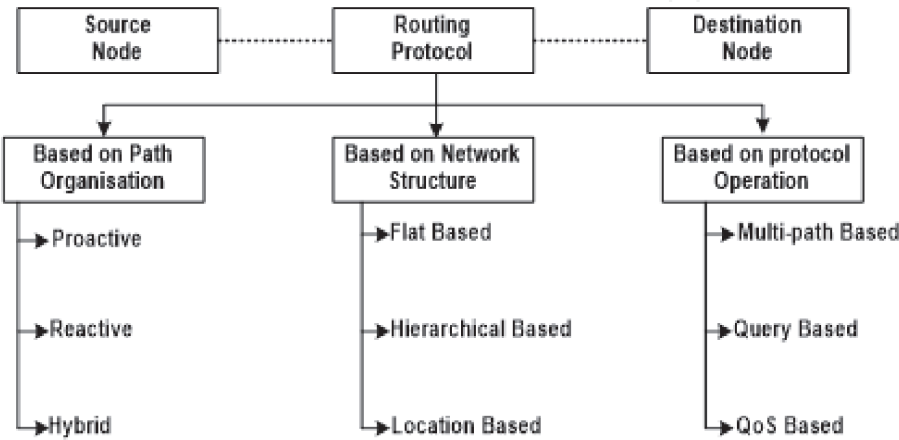 Source
Node
Routing
Protocol
Destination
Node
Based on Path
Organisation
Based on Network
Structure
Based on protocol
Operation
Proactive
Reactive
Hybrid
Flat Based
Hierarchical Based
Location Based
Multi-path Based
Query Based
QoS Based